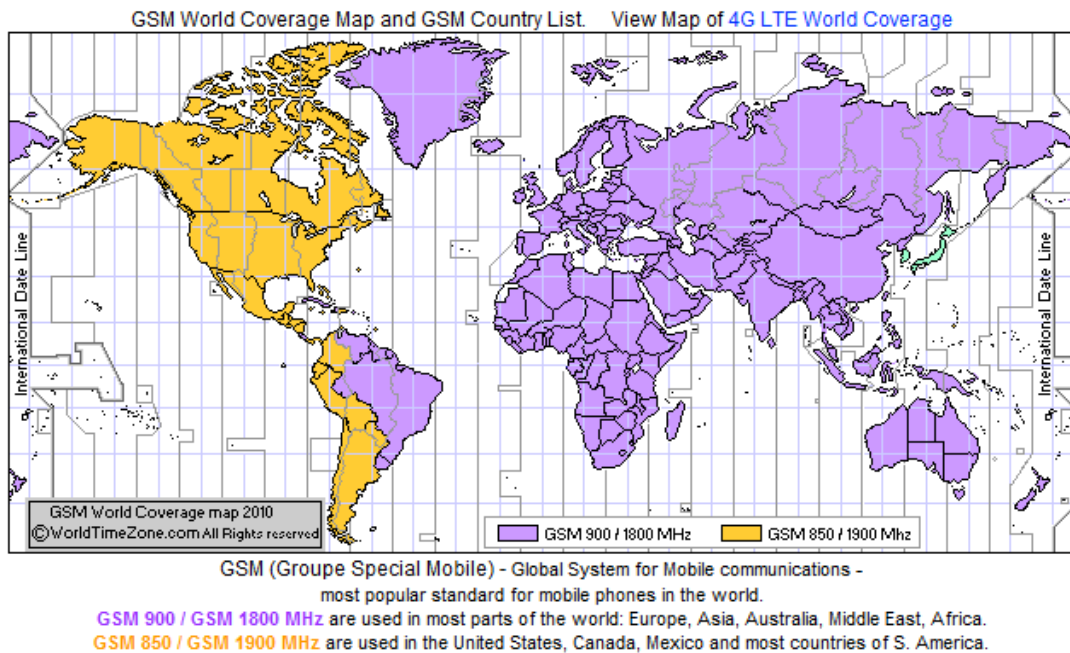 GSM World Coverage Map and GSM Country List. View Map of 4G LTE World Coverage
International Date Line
International Date Line
GSM World Coverage map 2010
©WorldTimeZone.com All Rights reserved
GSM 900 / 1800 MHz
GSM 850 / 1900 Mhz
GSM (Groupe Special Mobile) - Global System for Mobile communications -
most popular standard for mobile phones in the world.
GSM 900 / GSM 1800 MHz are used in most parts of the world: Europe, Asia, Australia, Middle East, Africa.
GSM 850 / GSM 1900 MHz are used in the United States, Canada, Mexico and most countries of S. America.